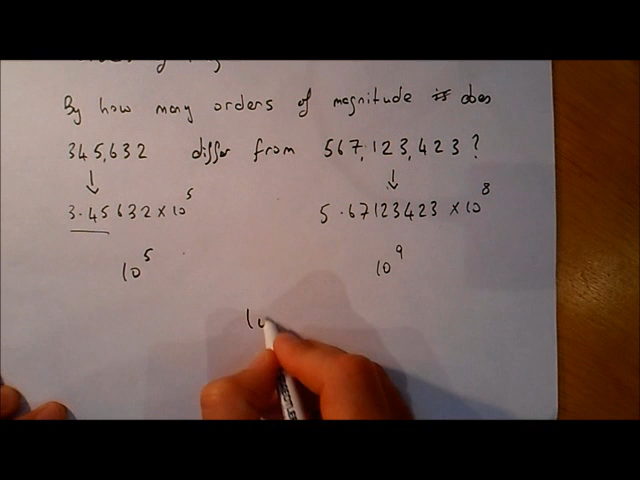 By how many orders of magnitude does
345,632 differ from 567,123,423?
3.45632 x 10^5 5.67123423 x 10^8
10^5 10^9
10